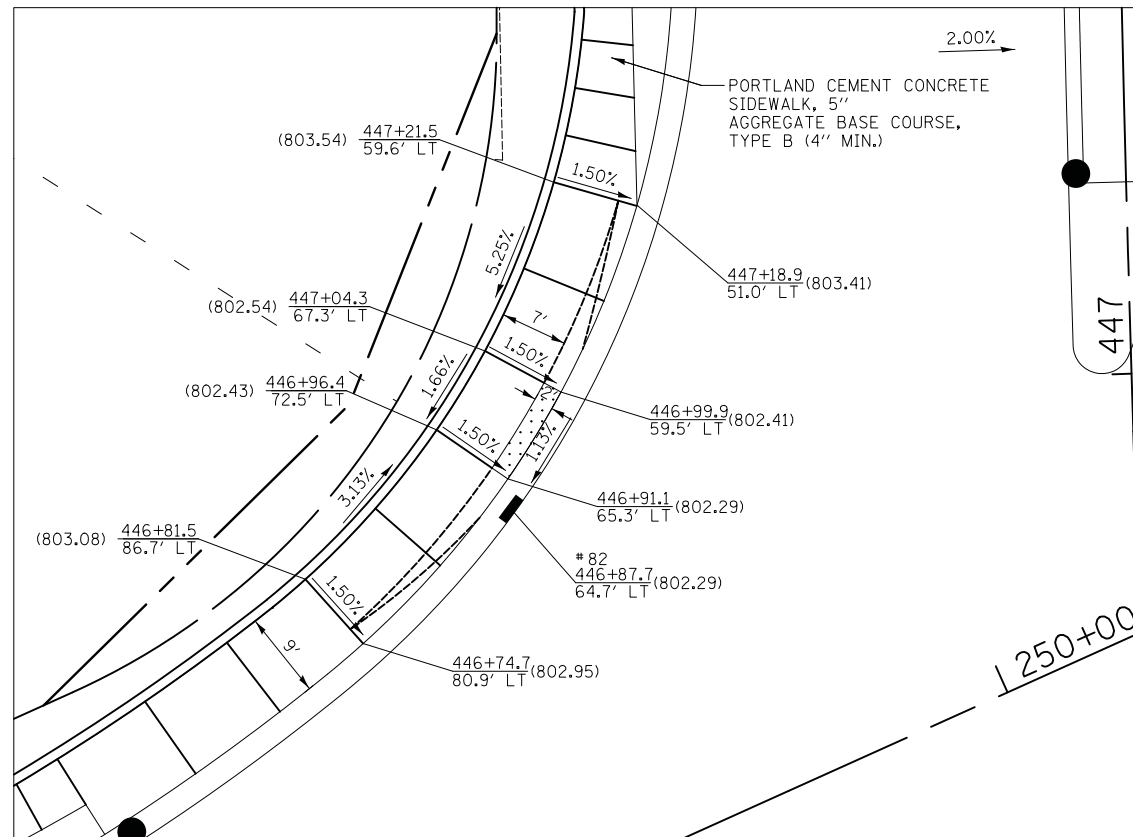 2.00%
PORTLAND CEMENT CONCRETE
SIDEWALK, 5"
AGGREGATE BASE COURSE,
TYPE B (4" MIN.)
(803.54) 447+21.5
59.6' LT
1.50%
5.25%
447+18.9 (803.41)
51.0' LT
447
(802.54) 447+04.3
67.3' LT
7'
1.50%
1.66%
(802.43) 446+96.4
72.5' LT
2'
446+99.9 (802.41)
59.5' LT
1.50%
1.13%
3.13%
446+91.1 (802.29)
65.3' LT
(803.08) 446+81.5
86.7' LT
#82
446+87.7 (802.29)
64.7' LT
1.50%
9'
446+74.7 (802.95)
80.9' LT
250+00